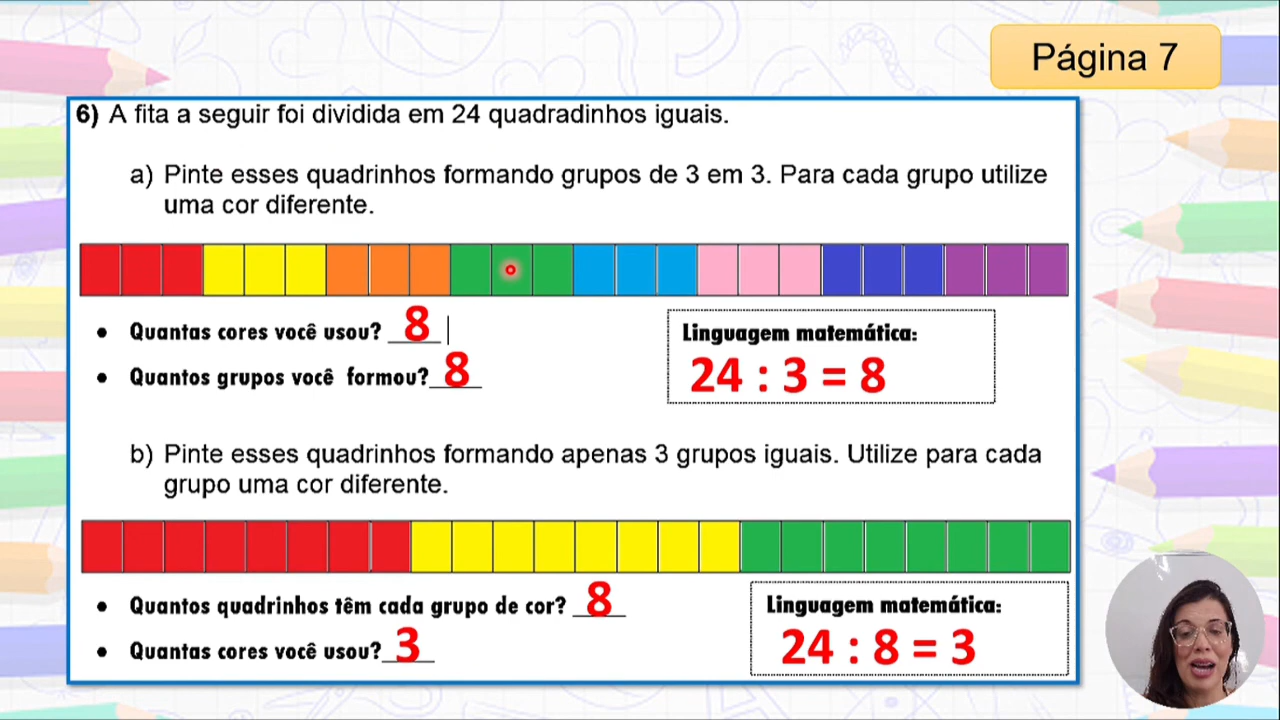 Página 7
6) A fita a seguir foi dividida em 24 quadradinhos iguais.
a) Pinte esses quadrinhos formando grupos de 3 em 3. Para cada grupo utilize
uma cor diferente.
• Quantas cores você usou? 8
• Quantos grupos você formou? 8
Linguagem matemática:
24 : 3 = 8
b) Pinte esses quadrinhos formando apenas 3 grupos iguais. Utilize para cada
grupo uma cor diferente.
• Quantos quadrinhos têm cada grupo de cor? 8
• Quantas cores você usou? 3
Linguagem matemática:
24 : 8 = 3